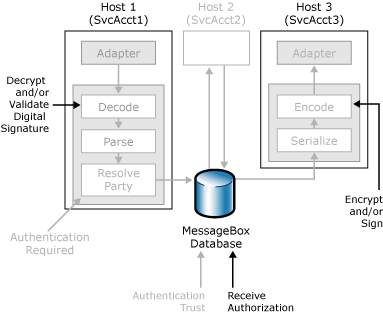 Host 1
(SvcAcct1)
Host 2
(SvcAcct2)
Host 3
(SvcAcct3)
Adapter
Adapter
Decrypt
and/or
Validate
Digital
Signature
Decode
Encode
Parse
Serialize
Resolve
Party
Encrypt
and/or
Sign
MessageBox
Database
Authentication
Required
Authentication
Trust
Receive
Authorization